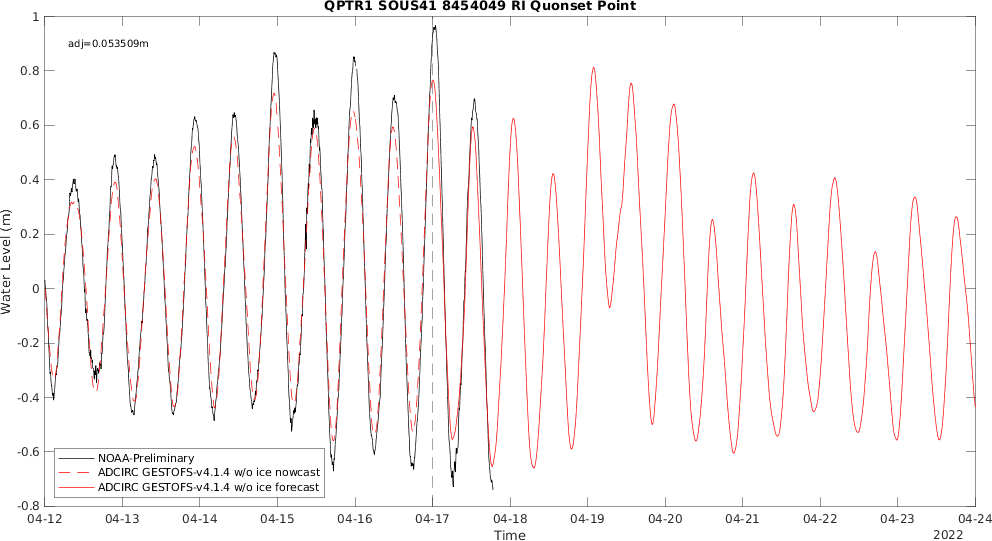 QPTR1 SOUS41 8454049 RI Quonset Point
adj=0.053509m
Water Level (m)
1
0.8
0.6
0.4
0.2
0
-0.2
-0.4
-0.6
-0.8
NOAA-Preliminary
ADCIRC GESTOFS-v4.1.4 w/o ice nowcast
ADCIRC GESTOFS-v4.1.4 w/o ice forecast
04-12 04-13 04-14 04-15 04-16 04-17 04-18 04-19 04-20 04-21 04-22 04-23 04-24
Time
2022